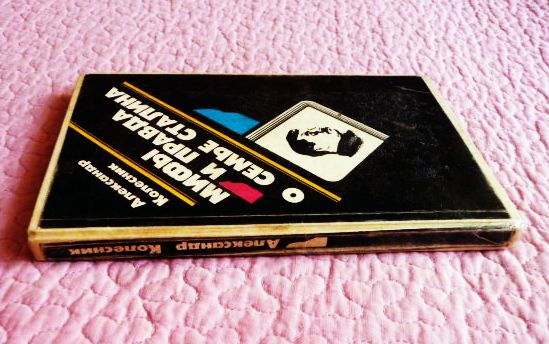 Александр
Колесник
МИФЫ
И ПРАВДА
О СЕМЬЕ СТАЛИНА
Александр Колесник